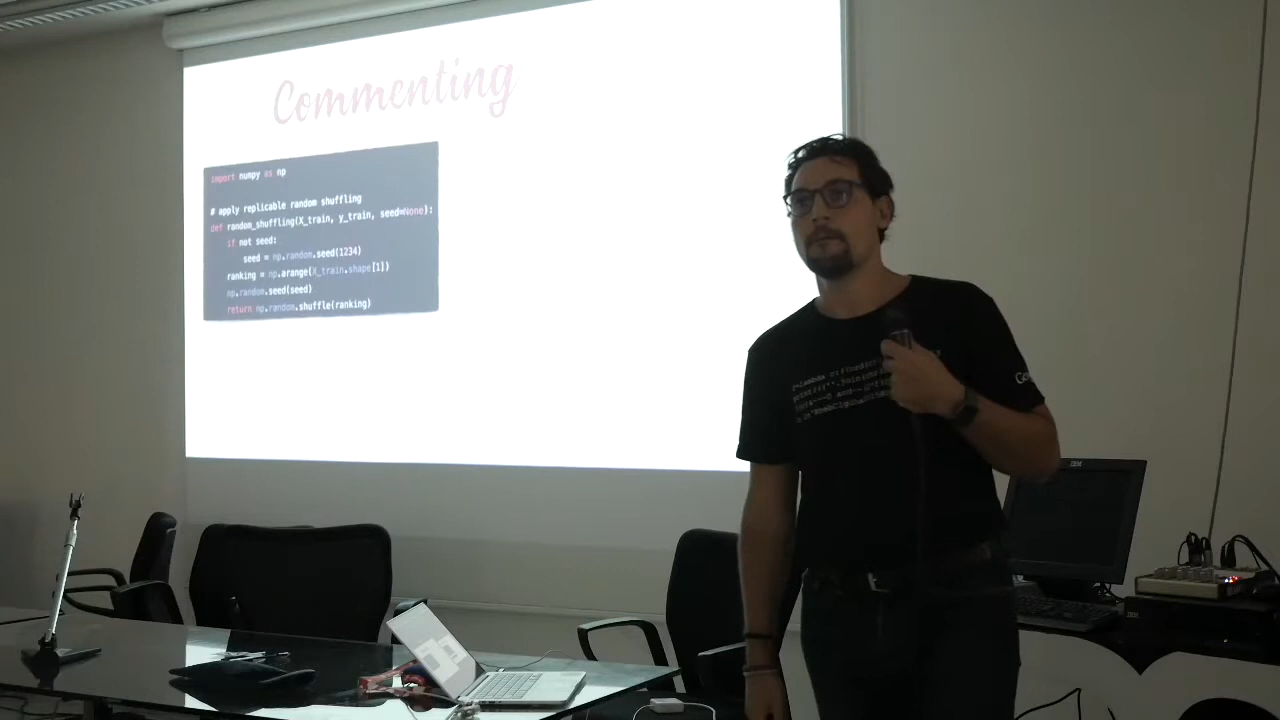 Commenting
import numpy as np
# apply replicable random shuffling
def random_shuffling(X_train, y_train, seed=None):
if not seed:
seed = np.random.seed(1234)
ranking = np.arange(X_train.shape[1])
np.random.seed(seed)
return np.random.shuffle(ranking)
IBM